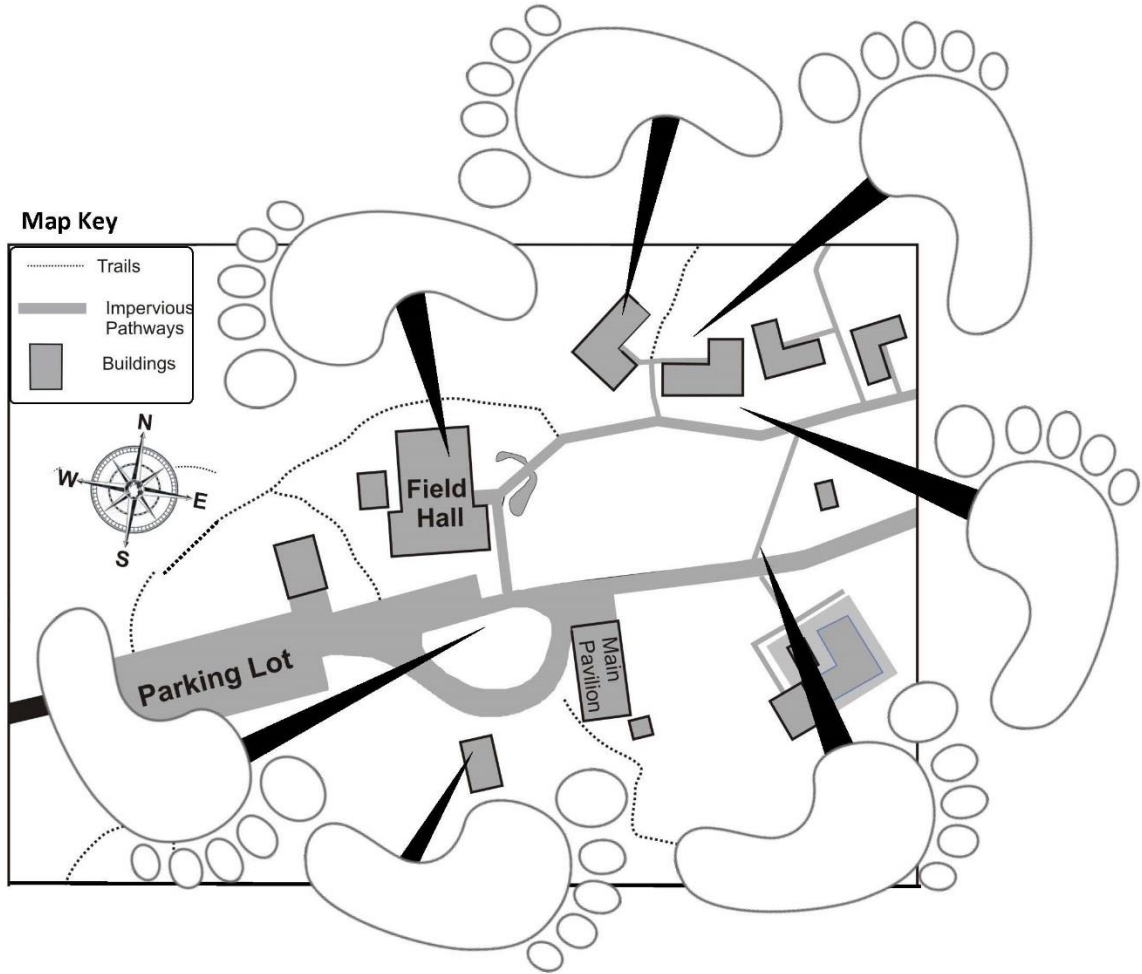 Map Key
Trails
Impervious
Pathways
Buildings
N
W
E
S
Field
Hall
Parking Lot
Main
Pavilion